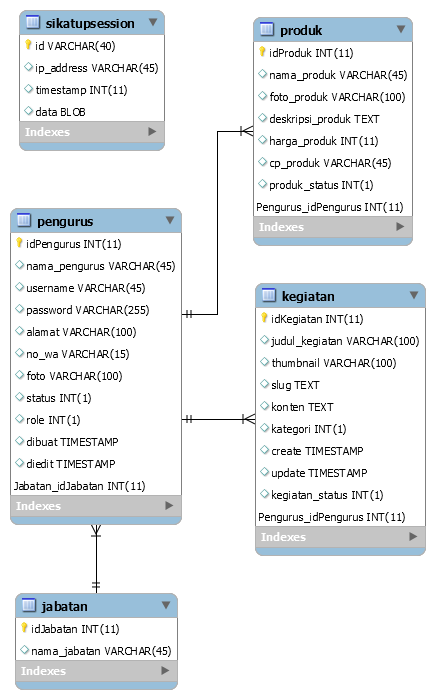 sikatupsession
id VARCHAR(40)
ip_address VARCHAR(45)
timestamp INT(11)
data BLOB
Indexes
produk
idProduk INT(11)
nama_produk VARCHAR(45)
foto_produk VARCHAR(100)
deskripsi_produk TEXT
harga_produk INT(11)
cp_produk VARCHAR(45)
produk_status INT(1)
Pengurus_idPengurus INT(11)
Indexes
pengurus
idPengurus INT(11)
nama_pengurus VARCHAR(45)
username VARCHAR(45)
password VARCHAR(255)
alamat VARCHAR(100)
no_wa VARCHAR(15)
foto VARCHAR(100)
status INT(1)
role INT(1)
dibuat TIMESTAMP
diedit TIMESTAMP
Jabatan_idJabatan INT(11)
Indexes
kegiatan
idKegiatan INT(11)
judul_kegiatan VARCHAR(100)
thumbnail VARCHAR(100)
slug TEXT
konten TEXT
kategori INT(1)
create TIMESTAMP
update TIMESTAMP
kegiatan_status INT(1)
Pengurus_idPengurus INT(11)
Indexes
jabatan
idJabatan INT(11)
nama_jabatan VARCHAR(45)
Indexes